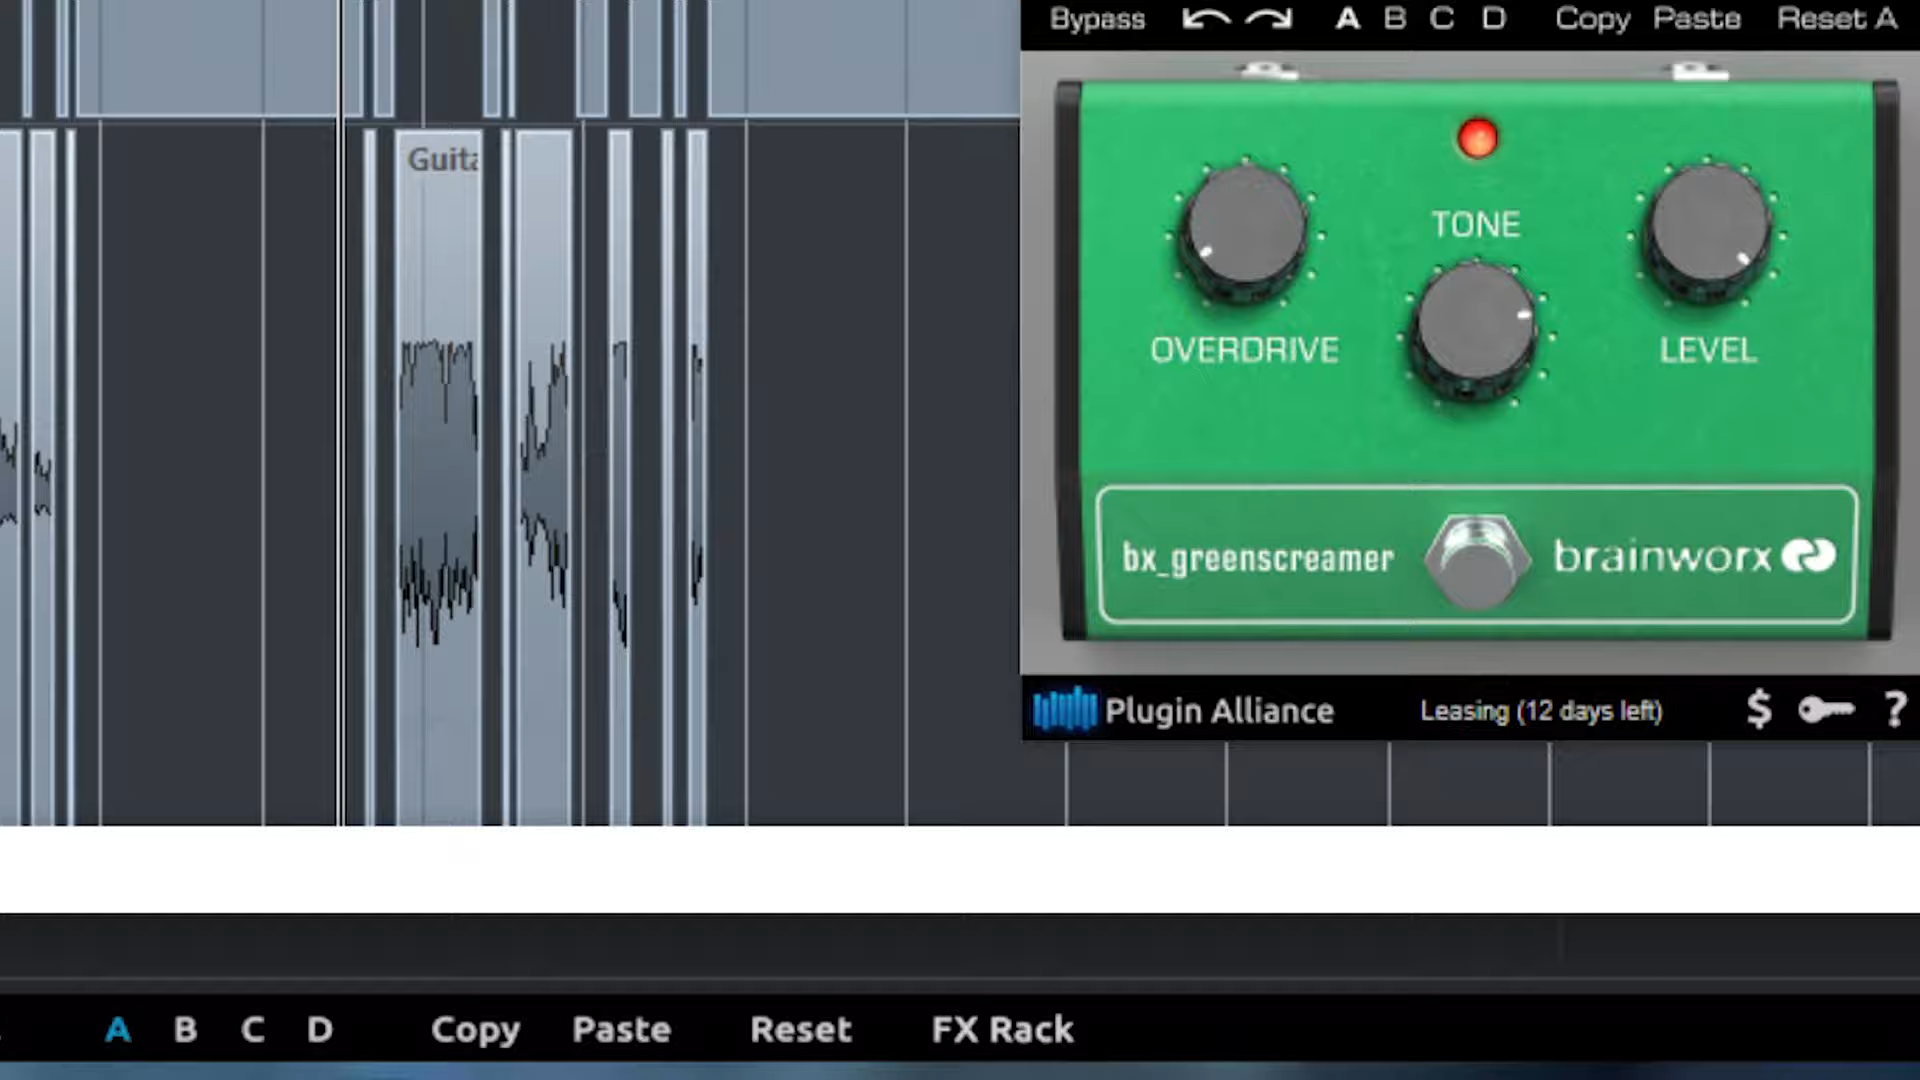 Bypass A B C D Copy Paste Reset A
Guita
TONE
OVERDRIVE
LEVEL
bx_greenscreamer
brainworx
Plugin Alliance
Leasing (12 days left)
$ ?
A B C D Copy Paste Reset FX Rack